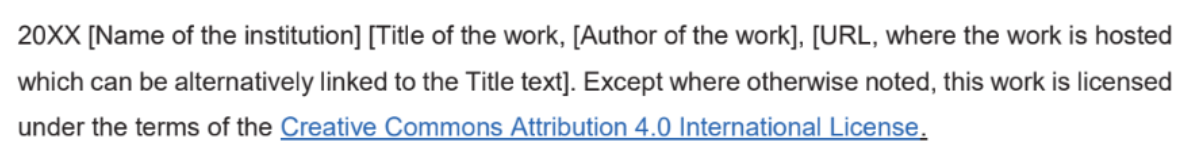 20XX [Name of the institution] [Title of the work, [Author of the work], [URL, where the work is hosted
which can be alternatively linked to the Title text]. Except where otherwise noted, this work is licensed
under the terms of the Creative Commons Attribution 4.0 International License.